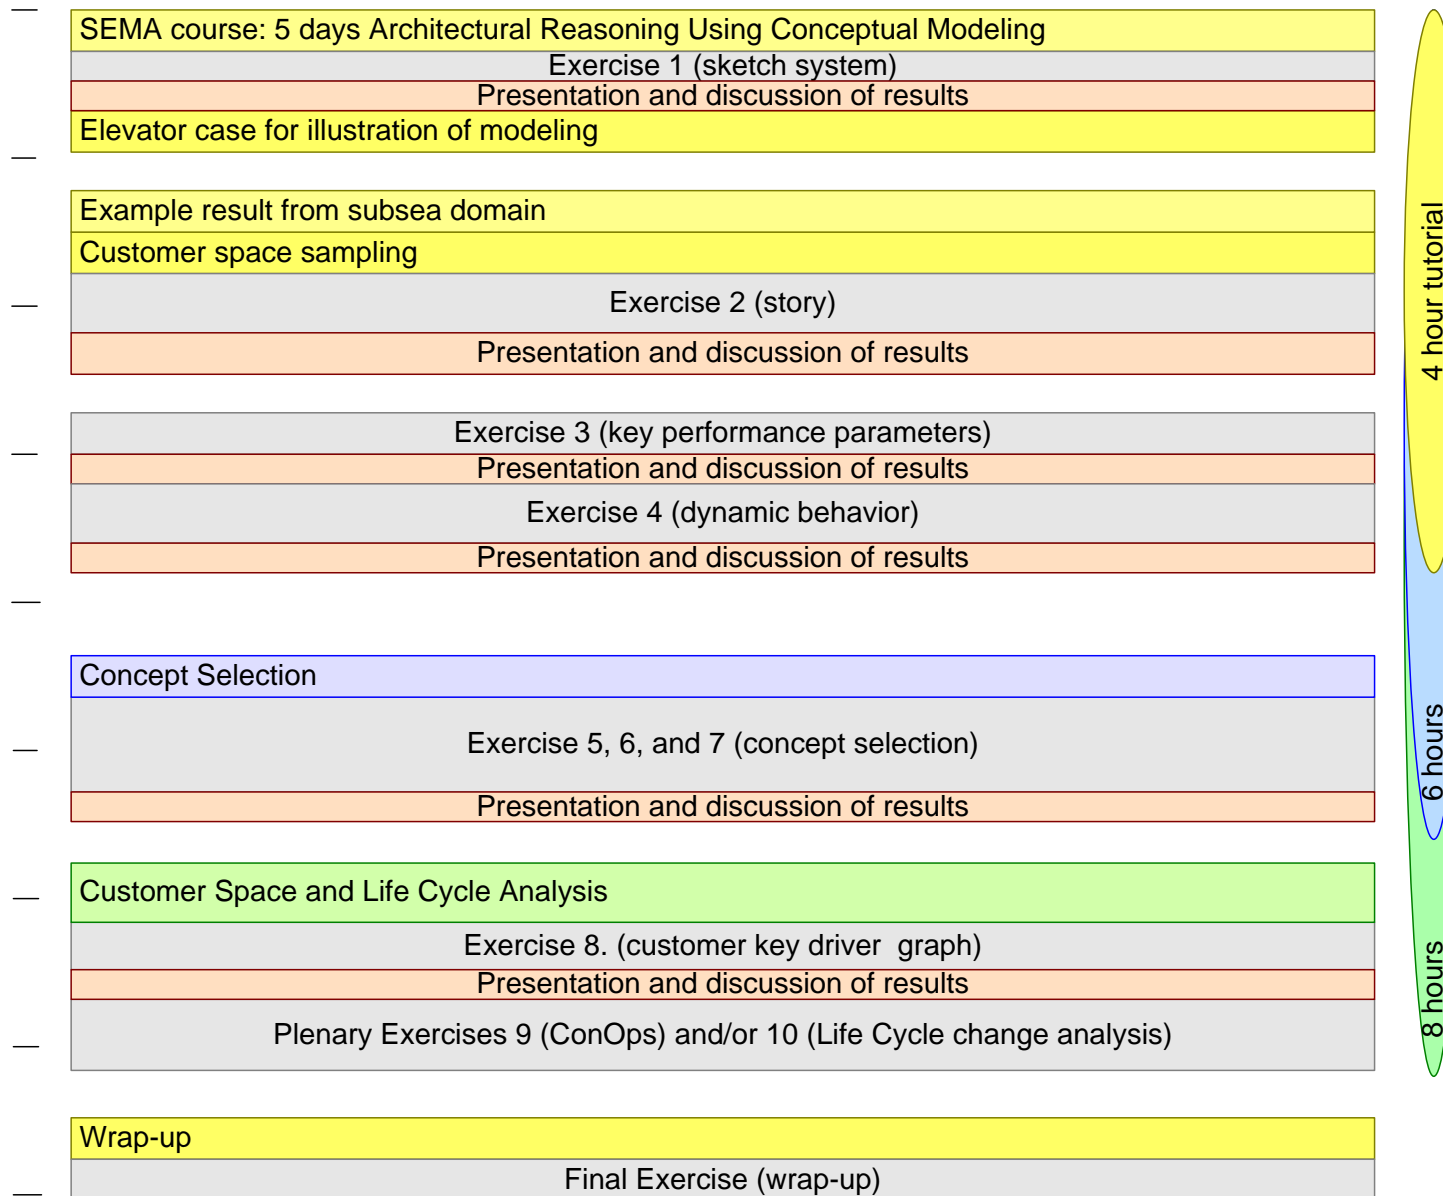 SEMA course: 5 days Architectural Reasoning Using Conceptual Modeling
Exercise 1 (sketch system)
Presentation and discussion of results
Elevator case for illustration of modeling
Example result from subsea domain
Customer space sampling
Exercise 2 (story)
Presentation and discussion of results
Exercise 3 (key performance parameters)
Presentation and discussion of results
Exercise 4 (dynamic behavior)
Presentation and discussion of results
Concept Selection
Exercise 5, 6, and 7 (concept selection)
Presentation and discussion of results
Customer Space and Life Cycle Analysis
Exercise 8. (customer key driver  graph)
Presentation and discussion of results
Plenary Exercises 9 (ConOps) and/or 10 (Life Cycle change analysis)
Wrap-up
Final Exercise (wrap-up)
4 hour tutorial
6 hours
8 hours